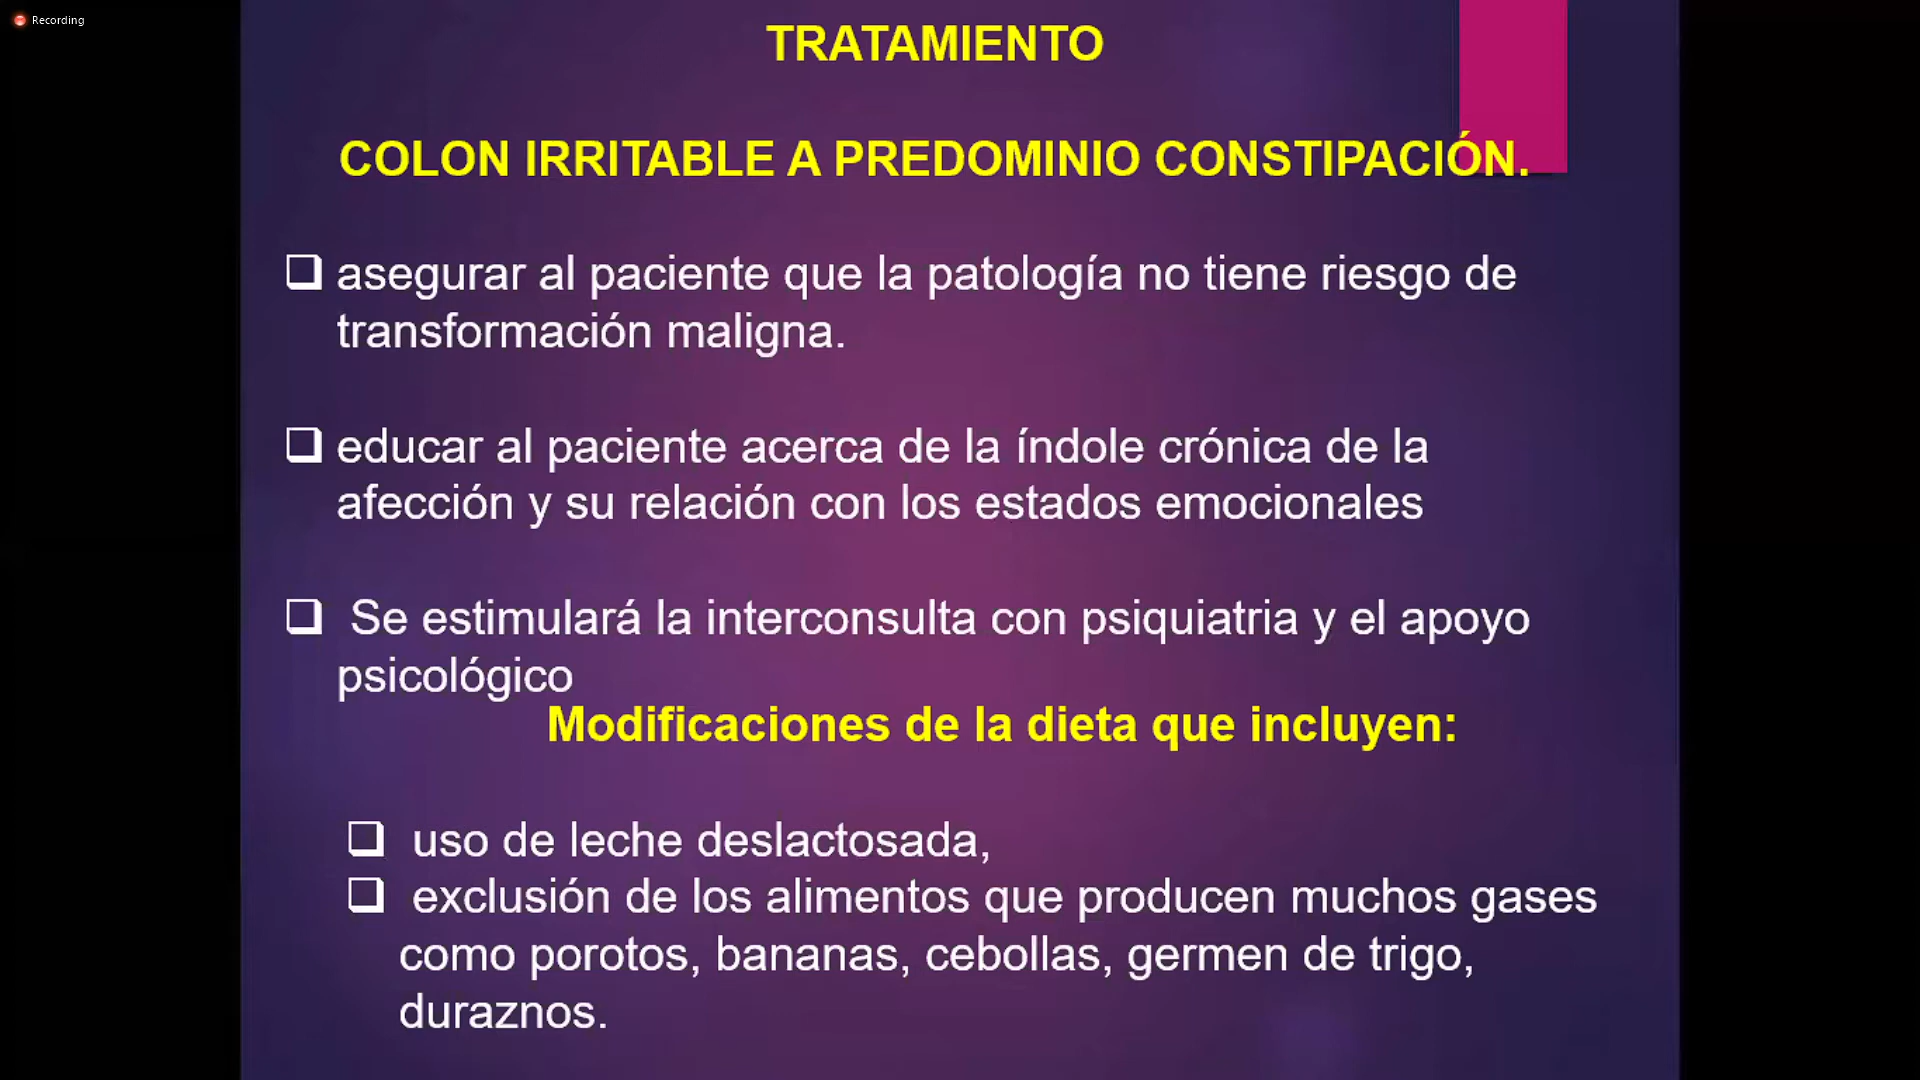 Recording
TRATAMIENTO
COLON IRRITABLE A PREDOMINIO CONSTIPACIÓN.
asegurar al paciente que la patología no tiene riesgo de
transformación maligna.
educar al paciente acerca de la índole crónica de la
afección y su relación con los estados emocionales
Se estimulará la interconsulta con psiquiatria y el apoyo
psicológico
Modificaciones de la dieta que incluyen:
uso de leche deslactosada,
exclusión de los alimentos que producen muchos gases
como porotos, bananas, cebollas, germen de trigo,
duraznos.